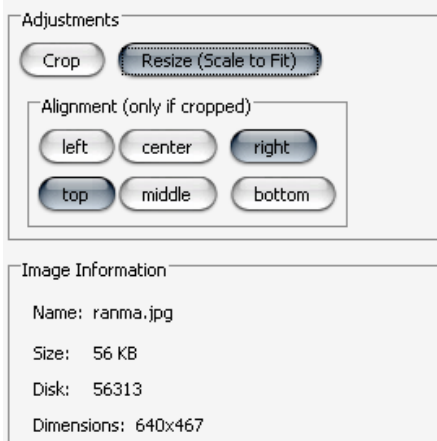 Adjustments
Crop Resize (Scale to Fit)
Alignment (only if cropped)
left center right
top middle bottom
Image Information
Name: ranma.jpg
Size: 56 KB
Disk: 56313
Dimensions: 640x467